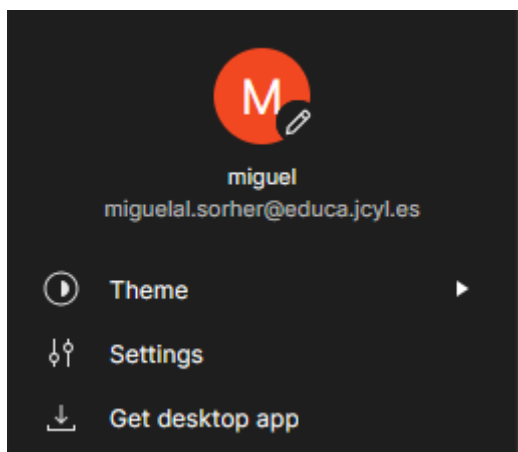 M
miguel
miguelal.sorher@educa.jcyl.es
Theme
Settings
Get desktop app